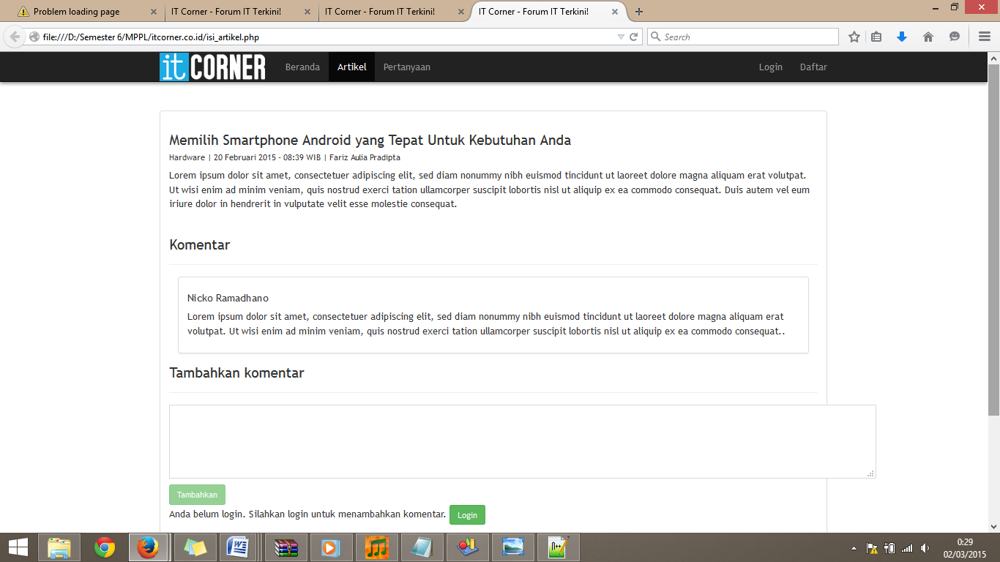 Problem loading page
IT Corner - Forum IT Terkini!
IT Corner - Forum IT Terkini!
IT Corner - Forum IT Terkini!
file:///D:/Semester 6/MPPL/itcorner.co.id/isi_artikel.php
Search
it CORNER
Beranda
Artikel
Pertanyaan
Login
Daftar
Memilih Smartphone Android yang Tepat Untuk Kebutuhan Anda
Hardware | 20 Februari 2015 - 08:39 WIB | Fariz Aulia Pradipta
Lorem ipsum dolor sit amet, consectetuer adipiscing elit, sed diam nonummy nibh euismod tincidunt ut laoreet dolore magna aliquam erat volutpat.
Ut wisi enim ad minim veniam, quis nostrud exerci tation ullamcorper suscipit lobortis nisl ut aliquip ex ea commodo consequat. Duis autem vel eum
iriure dolor in hendrerit in vulputate velit esse molestie consequat.
Komentar
Nicko Ramadhano
Lorem ipsum dolor sit amet, consectetuer adipiscing elit, sed diam nonummy nibh euismod tincidunt ut laoreet dolore magna aliquam erat
volutpat. Ut wisi enim ad minim veniam, quis nostrud exerci tation ullamcorper suscipit lobortis nisl ut aliquip ex ea commodo consequat..
Tambahkan komentar
Tambahkan
Anda belum login. Silahkan login untuk menambahkan komentar.
Login
0:29
02/03/2015